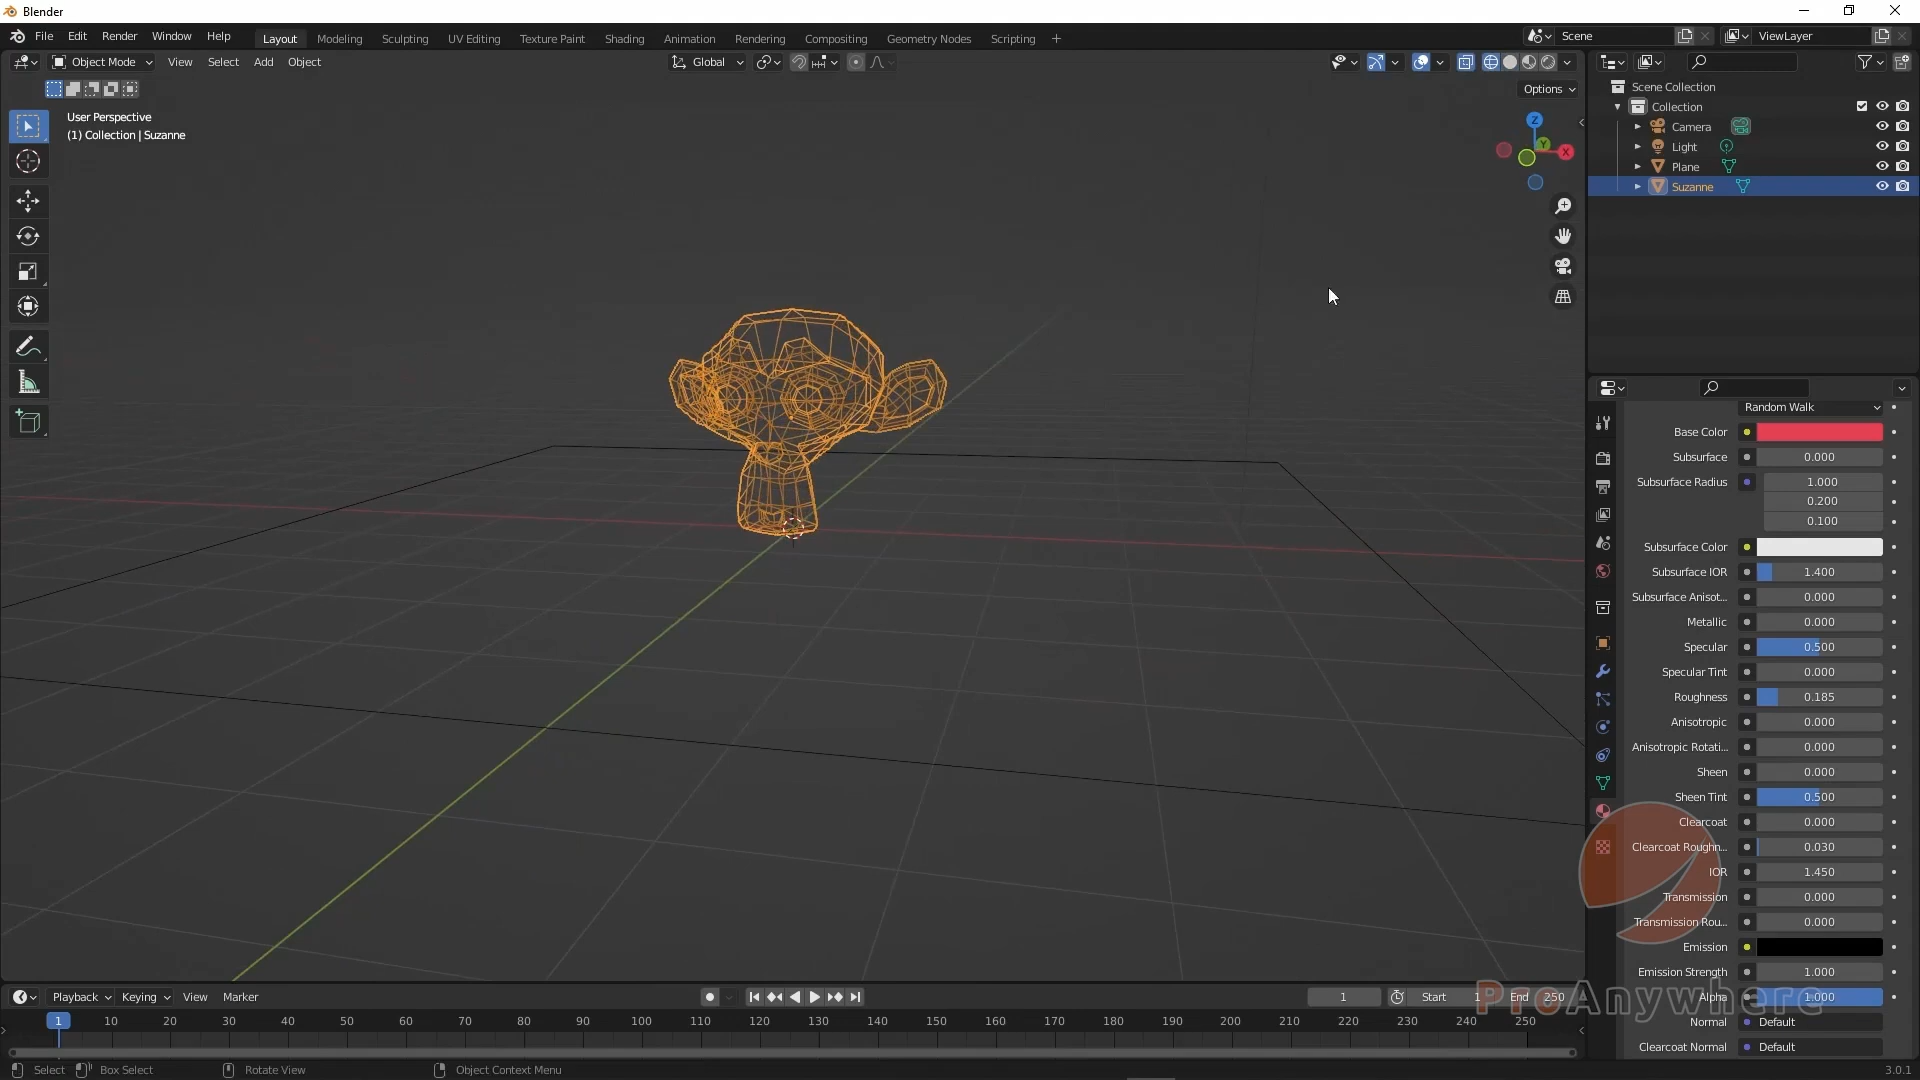 Blender
File Edit Render Window Help
Layout Modeling Sculpting UV Editing Texture Paint Shading Animation Rendering Compositing Geometry Nodes Scripting +
Scene
ViewLayer
Object Mode View Select Add Object
Global
Options
User Perspective
(1) Collection | Suzanne
Z
Y
X
Scene Collection
Collection
Camera
Light
Plane
Suzanne
Random Walk
Base Color
Subsurface 0.000
Subsurface Radius 1.000
0.200
0.100
Subsurface Color
Subsurface IOR 1.400
Subsurface Anisot... 0.000
Metallic 0.000
Specular 0.500
Specular Tint 0.000
Roughness 0.185
Anisotropic 0.000
Anisotropic Rotati... 0.000
Sheen 0.000
Sheen Tint 0.500
Clearcoat 0.000
Clearcoat Roughn... 0.030
IOR 1.450
Transmission 0.000
Transmission Rou... 0.000
Emission
Emission Strength 1.000
Alpha 1.000
Normal Default
Clearcoat Normal Default
ProAnywhere
Playback Keying View Marker
1 Start 1 End 250
1 10 20 30 40 50 60 70 80 90 100 110 120 130 140 150 160 170 180 190 200 210 220 230 240 250
Select Box Select Rotate View Object Context Menu
3.0.1